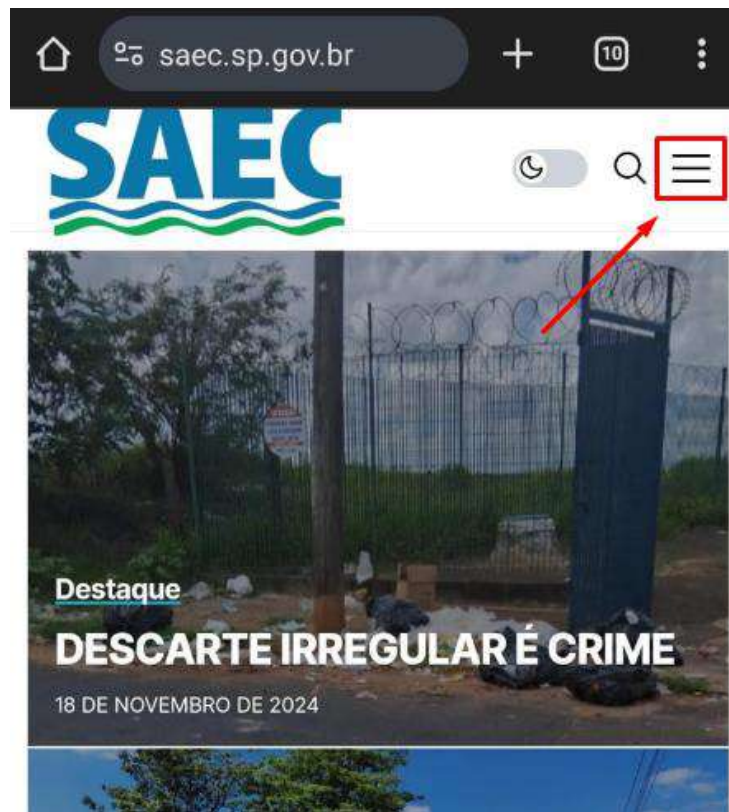 saec.sp.gov.br
10
SAEC
Destaque
DESCARTE IRREGULAR É CRIME
18 DE NOVEMBRO DE 2024